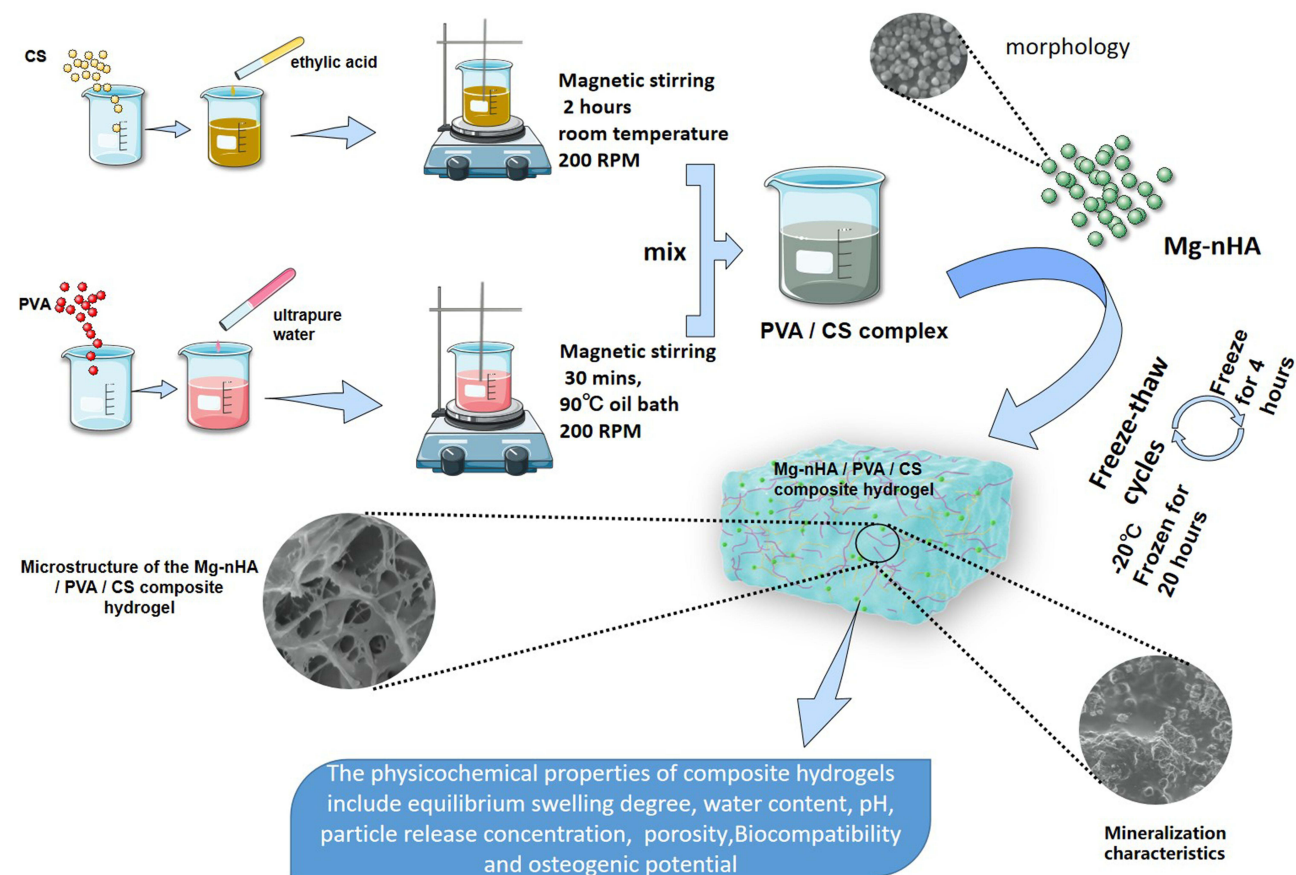 CS
ethylic acid
Magnetic stirring
2 hours
room temperature
200 RPM
morphology
Mg-nHA
mix
PVA / CS complex
PVA
ultrapure
water
Magnetic stirring
30 mins,
90℃ oil bath
200 RPM
Freeze-thaw
cycles
Freeze
for 4
hours
-20℃
Frozen for
20 hours
Mg-nHA / PVA / CS
composite hydrogel
Microstructure of the Mg-nHA
/ PVA / CS composite
hydrogel
Mineralization
characteristics
The physicochemical properties of composite hydrogels
include equilibrium swelling degree, water content, pH,
particle release concentration, porosity,Biocompatibility
and osteogenic potential